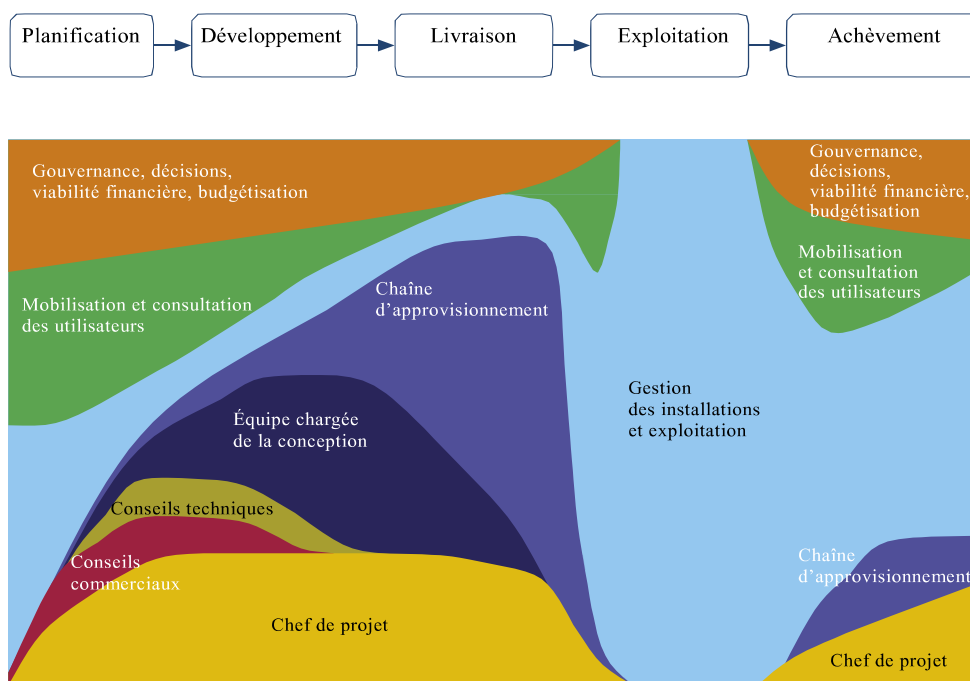 Planification
Développement
Livraison
Exploitation
Achèvement
Gouvernance, décisions,
viabilité financière, budgétisation
Gouvernance,
décisions,
viabilité financière,
budgétisation
Mobilisation et consultation
des utilisateurs
Mobilisation
et consultation
des utilisateurs
Chaîne
d’approvisionnement
Équipe chargée
de la conception
Gestion
des installations
et exploitation
Conseils techniques
Conseils
commerciaux
Chaîne
d’approvisionnement
Chef de projet
Chef de projet